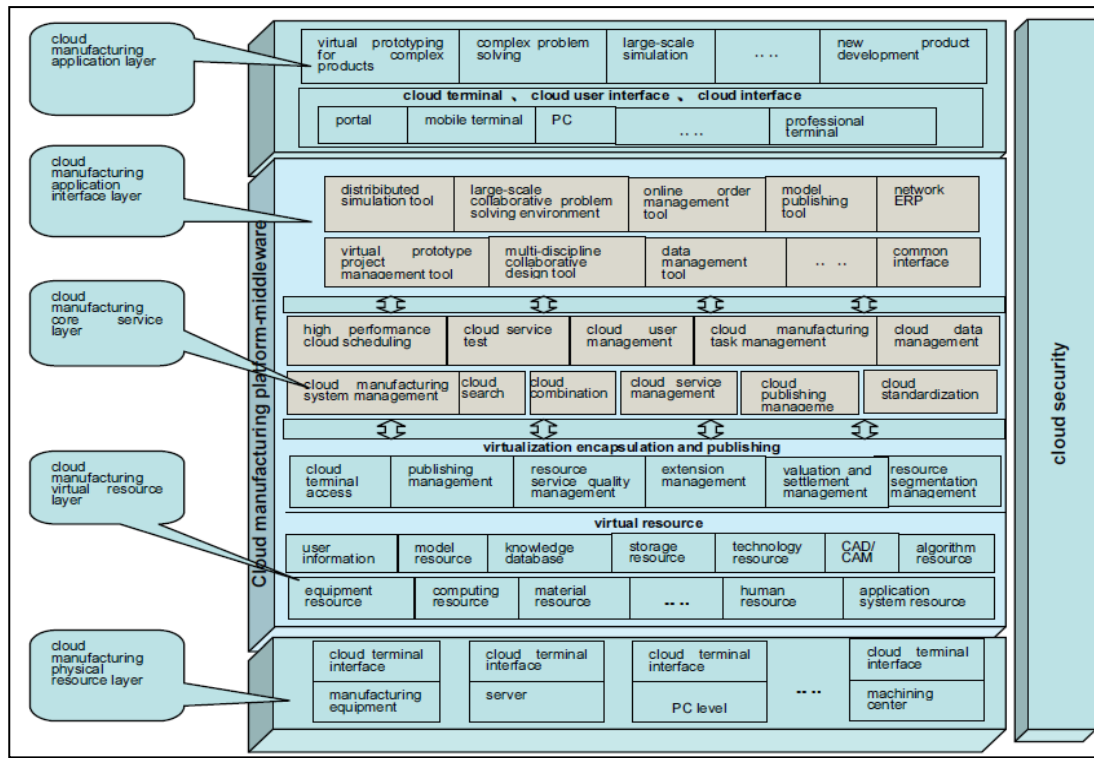 cloud
manufacturing
application layer
virtual prototyping
for complex
products
complex problem
solving
large-scale
simulation
.. ..
new product
development
cloud terminal 、 cloud user interface 、 cloud interface
portal
mobile terminal
PC
.. ..
professional
terminal
cloud
manufacturing
application
interface layer
distribibuted
simulation tool
large-scale
collaborative problem
solving environment
online order
management
tool
model
publishing
tool
network
ERP
virtual prototype
project
management tool
multi-discipline
collaborative
design tool
data
management
tool
.. ..
common
interface
cloud
manufacturing
core service
layer
high performance
cloud scheduling
cloud service
test
cloud user
management
cloud manufacturing
task management
cloud data
management
cloud manufacturing
system management
cloud
search
cloud
combination
cloud service
management
cloud
publishing
manageme
cloud
standardization
virtualization encapsulation and publishing
cloud
terminal
access
publishing
management
resource
service quality
management
extension
management
valuation and
settlement
management
resource
segmentation
management
cloud
manufacturing
virtual resource
layer
virtual resource
user
information
model
resource
knowledge
database
storage
resource
technology
resource
CAD/
CAM
algorithm
resource
equipment
resource
computing
resource
material
resource
.. ..
human
resource
application
system resource
Cloud manufacturing platform-middleware
cloud
manufacturing
physical
resource layer
cloud terminal
interface
manufacturing
equipment
cloud terminal
interface
server
cloud terminal
interface
PC level
.. ..
cloud terminal
interface
machining
center
cloud security